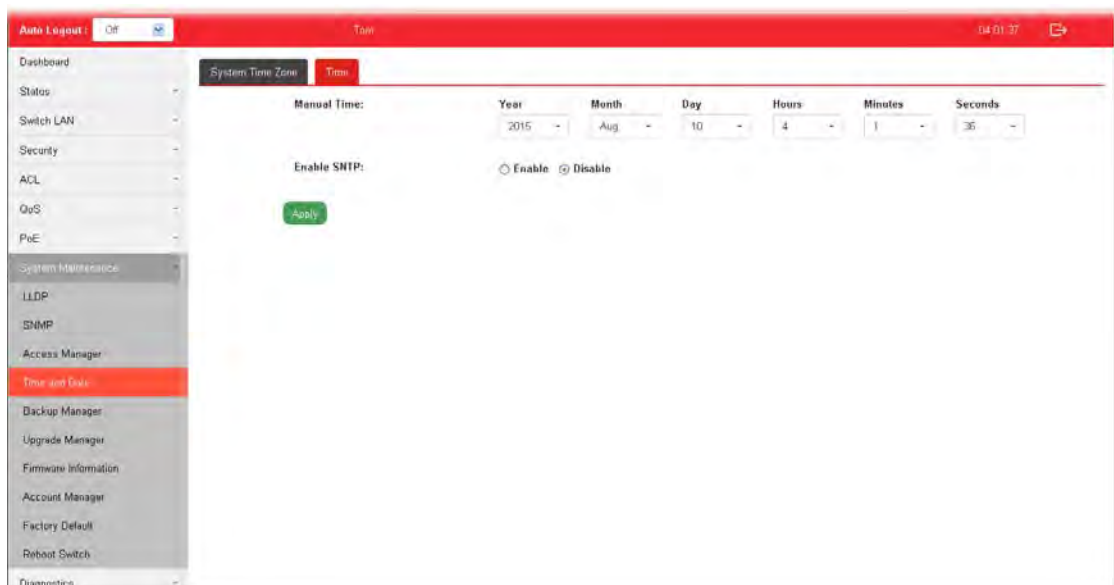 Auto Logout : Off
04:01:37
Dashboard
Status
Switch LAN
Security
ACL
QoS
PoE
System Maintenance
LLDP
SNMP
Access Manager
Time and Date
Backup Manager
Upgrade Manager
Firmware Information
Account Manager
Factory Default
Reboot Switch
Diagnostics
System Time Zone Time
Manual Time: Year Month Day Hours Minutes Seconds
2015 Aug 10 4 1 36
Enable SNTP: Enable Disable
Apply